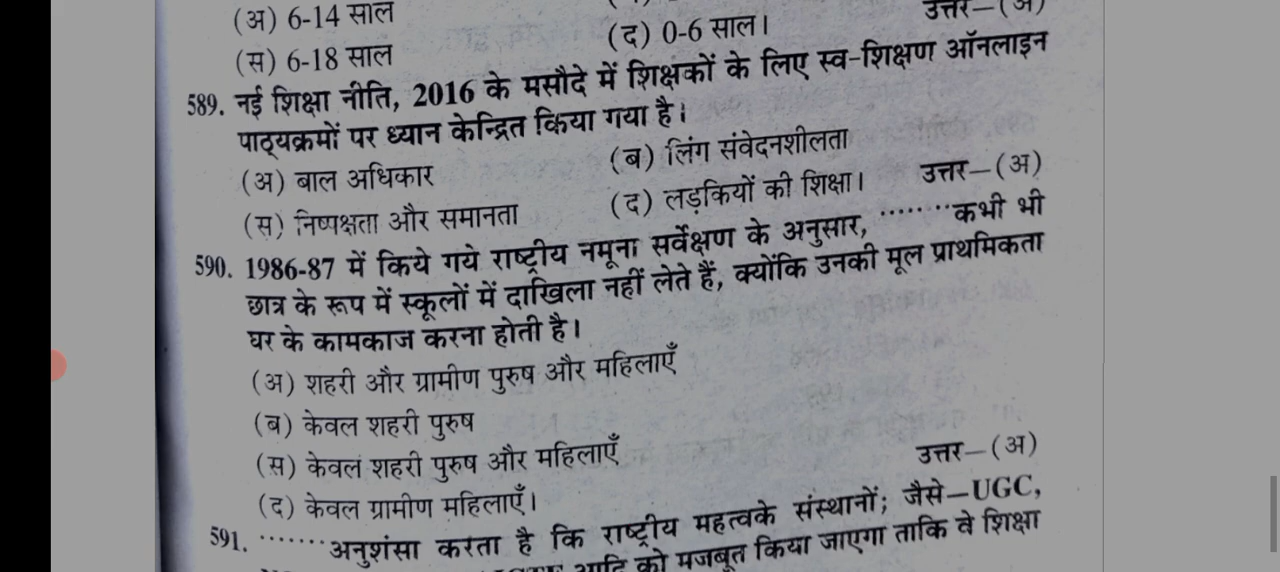 (अ) 6-14 साल
(द) 0-6 साल।
उत्तर—(अ)
(स) 6-18 साल
589. नई शिक्षा नीति, 2016 के मसौदे में शिक्षकों के लिए स्व-शिक्षण ऑनलाइन
पाठ्यक्रमों पर ध्यान केन्द्रित किया गया है।
(अ) बाल अधिकार (ब) लिंग संवेदनशीलता
(स) निष्पक्षता और समानता (द) लड़कियों की शिक्षा। उत्तर—(अ)
590. 1986-87 में किये गये राष्ट्रीय नमूना सर्वेक्षण के अनुसार, ........कभी भी
छात्र के रूप में स्कूलों में दाखिला नहीं लेते हैं, क्योंकि उनकी मूल प्राथमिकता
घर के कामकाज करना होती है।
(अ) शहरी और ग्रामीण पुरुष और महिलाएँ
(ब) केवल शहरी पुरुष
(स) केवल शहरी पुरुष और महिलाएँ
(द) केवल ग्रामीण महिलाएँ। उत्तर—(अ)
591. .......अनुशंसा करता है कि राष्ट्रीय महत्वके संस्थानों; जैसे—UGC,
आदि को मजबूत किया जाएगा ताकि वे शिक्षा